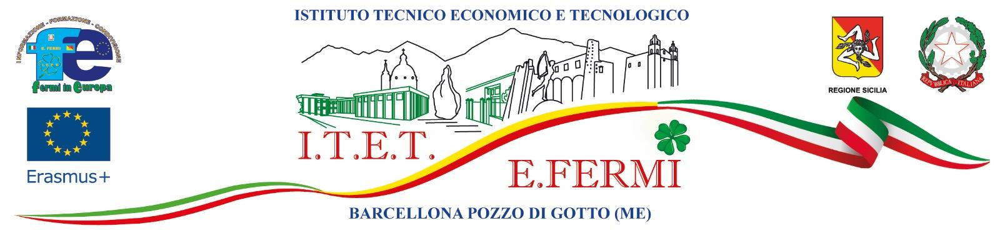 ISTITUTO TECNICO ECONOMICO E TECNOLOGICO
INFORMAZIONE - FORMAZIONE - CONDIVISIONE
fe
E. FERMI
I.T.E.T.
fermi in Europa
Erasmus+
I.T.E.T.
E.FERMI
BARCELLONA POZZO DI GOTTO (ME)
REGIONE SICILIA
REPVBBLICA ITALIANA